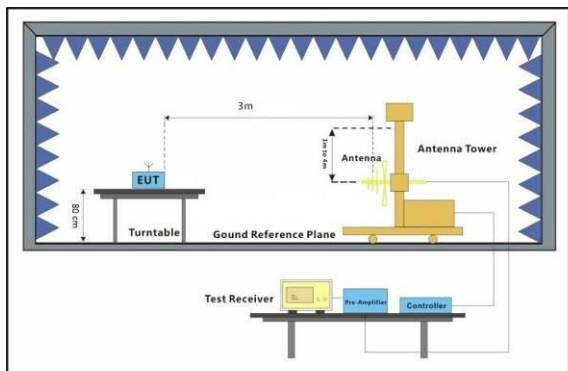 3m
Antenna
1m to 4m
Antenna Tower
EUT
80 cm
Turntable
Gound Reference Plane
Test Receiver
Pre-Amplifier
Controller